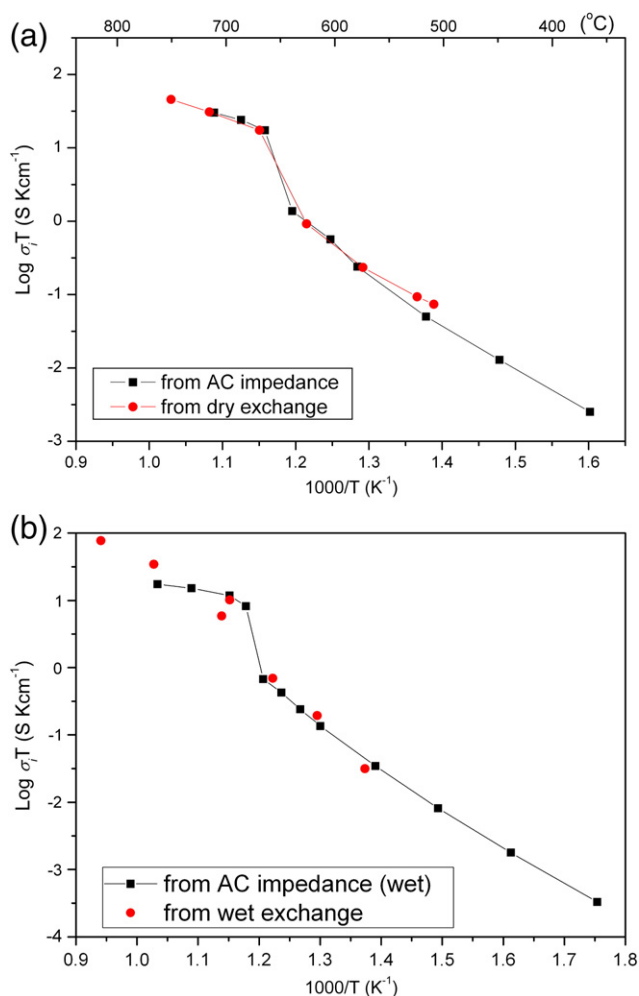 (a)
800 700 600 500 400 (°C)
2
1
0
-1
-2
-3
Log σᵢT (S Kcm⁻¹)
from AC impedance
from dry exchange
0.9 1.0 1.1 1.2 1.3 1.4 1.5 1.6
1000/T (K⁻¹)
(b)
2
1
0
-1
-2
-3
-4
Log σᵢT (S Kcm⁻¹)
from AC impedance (wet)
from wet exchange
0.9 1.0 1.1 1.2 1.3 1.4 1.5 1.6 1.7 1.8
1000/T (K⁻¹)